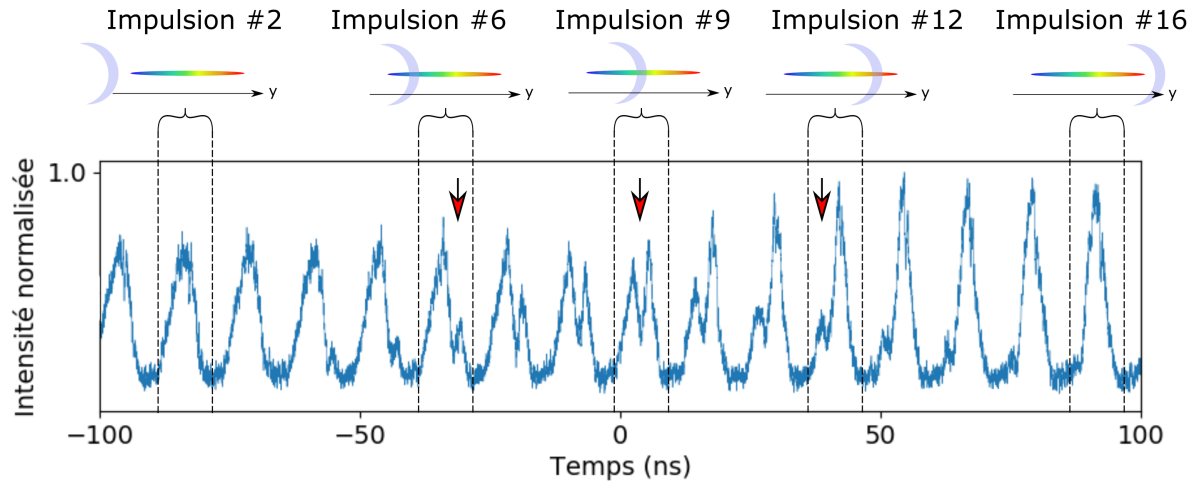 Impulsion #2 Impulsion #6 Impulsion #9 Impulsion #12 Impulsion #16
y y y y y
1.0
Intensité normalisée
−100 −50 0 50 100
Temps (ns)